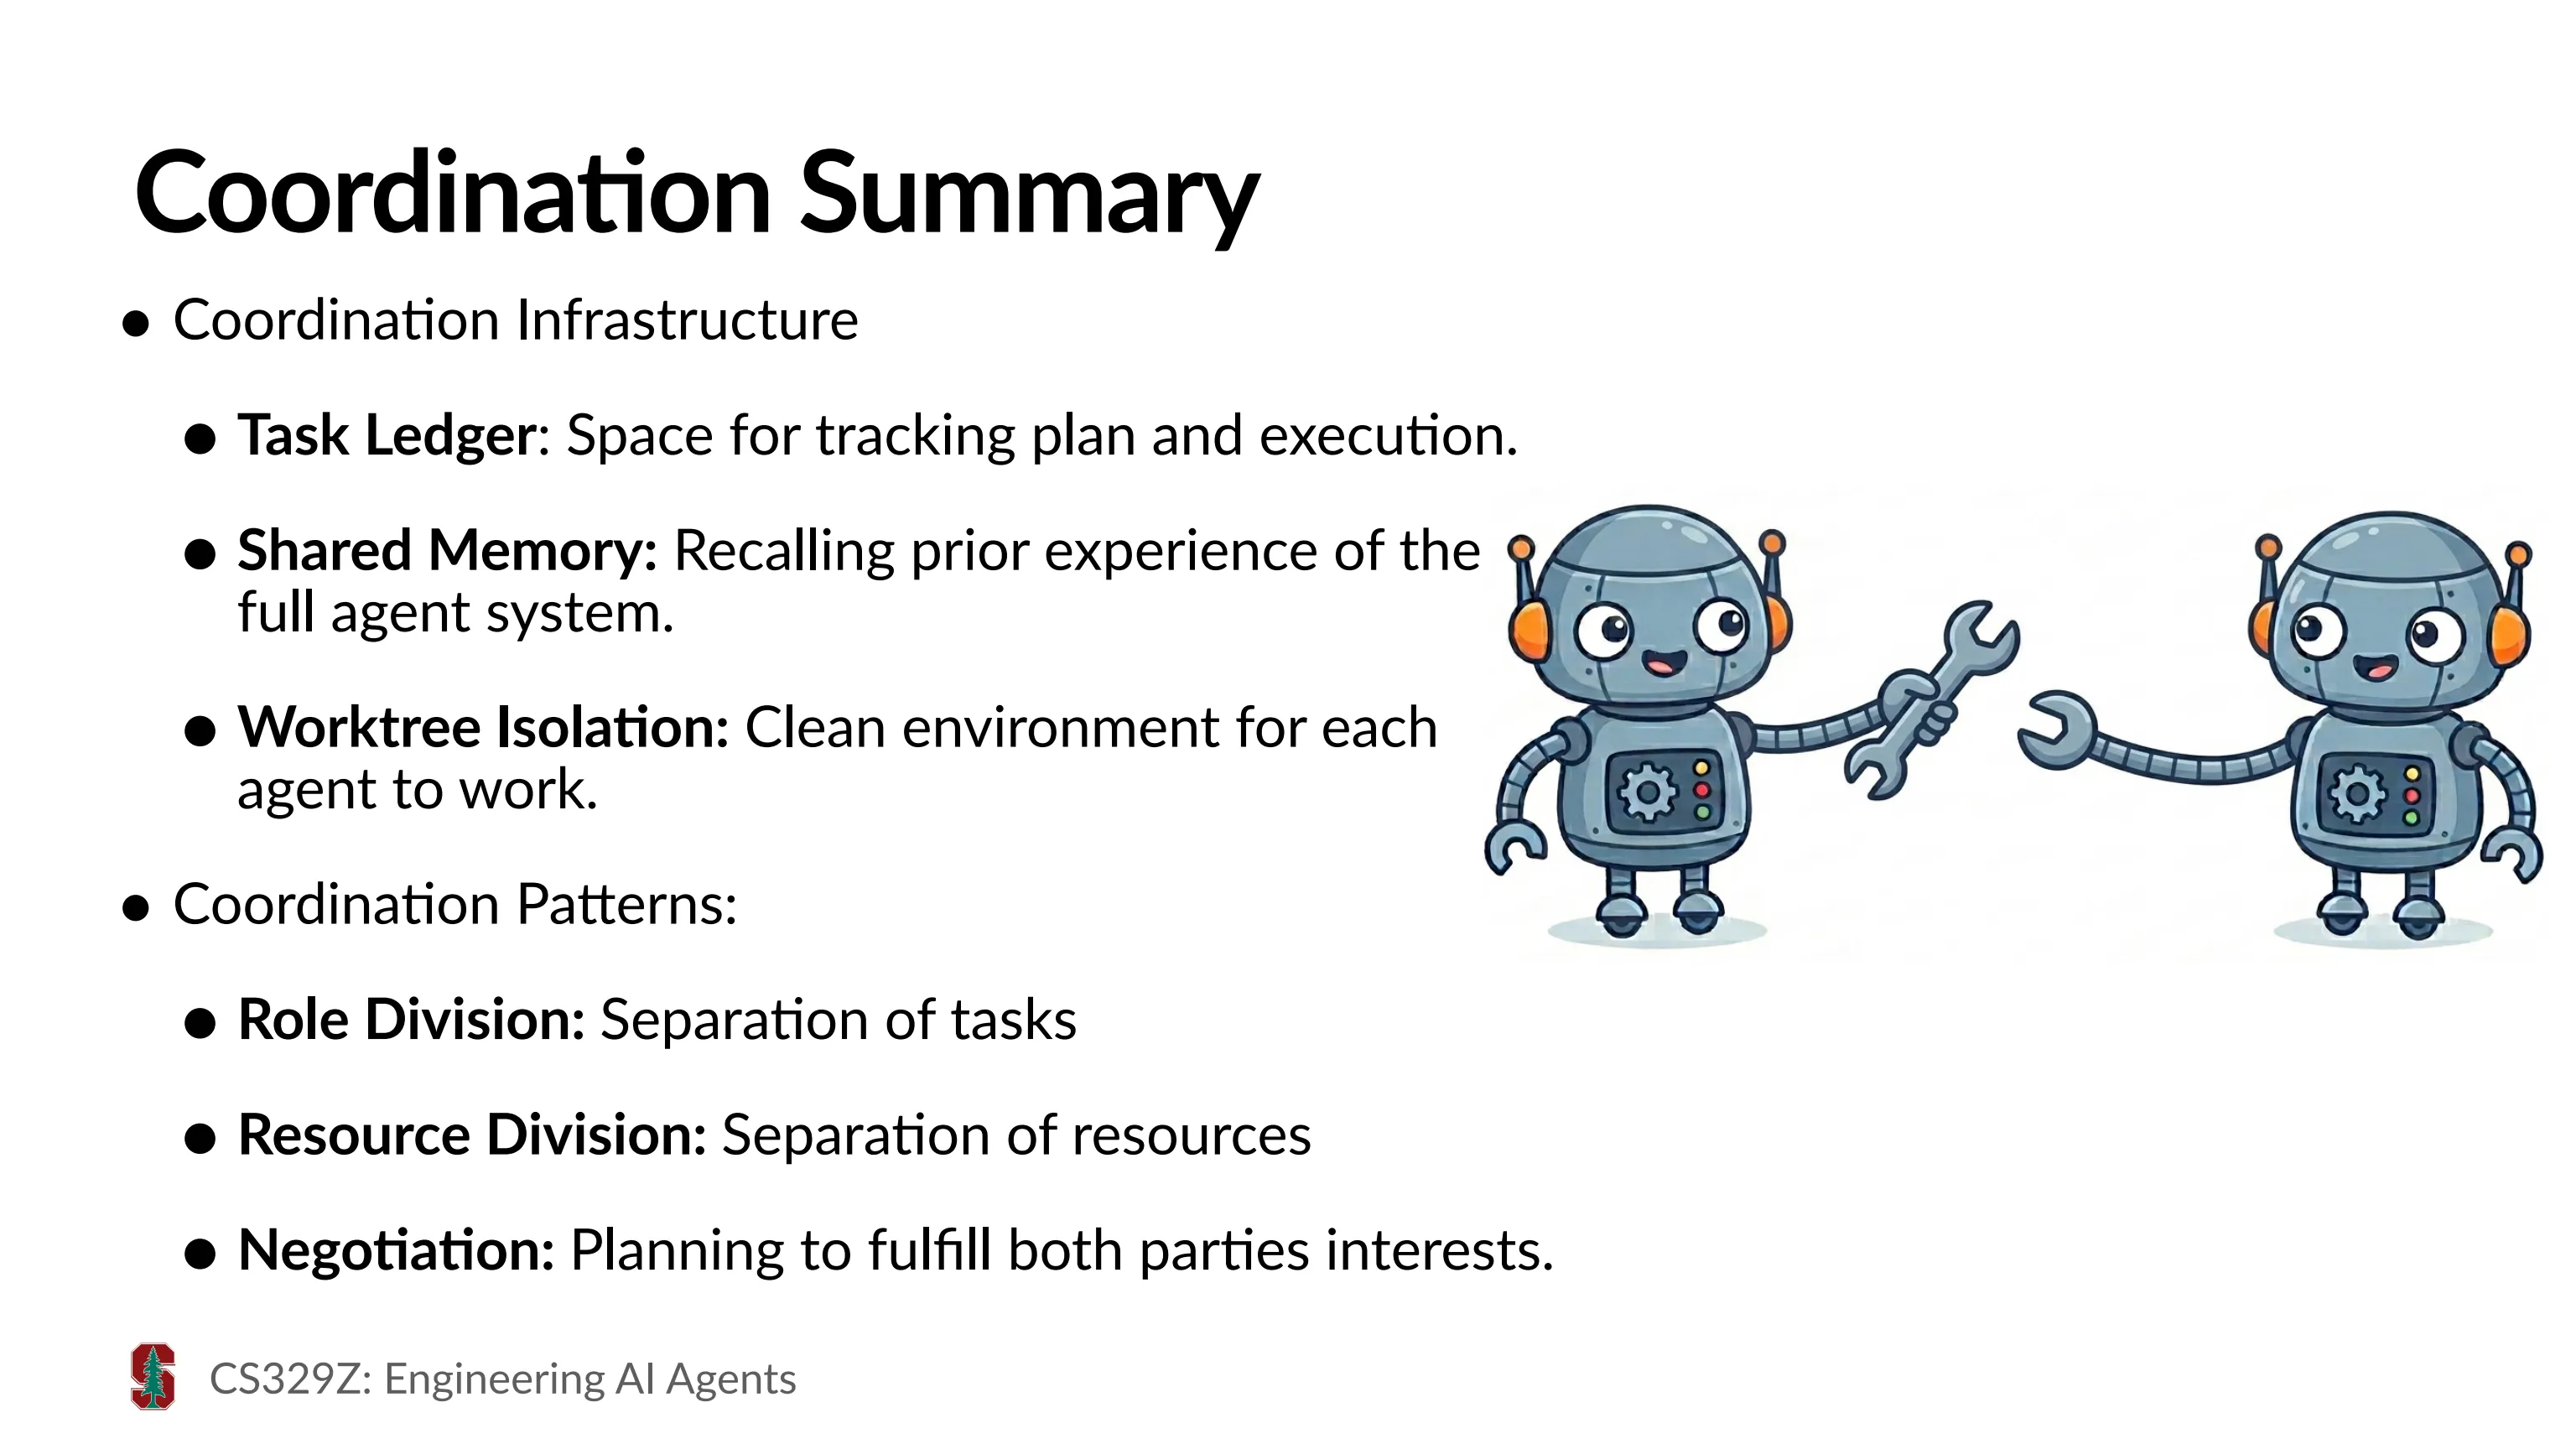 Coordination Summary
● Coordination Infrastructure
● Task Ledger: Space for tracking plan and execution.
● Shared Memory: Recalling prior experience of the
full agent system.
● Worktree Isolation: Clean environment for each
agent to work.
● Coordination Patterns:
● Role Division: Separation of tasks
● Resource Division: Separation of resources
● Negotiation: Planning to fulfill both parties interests.
CS329Z: Engineering AI Agents